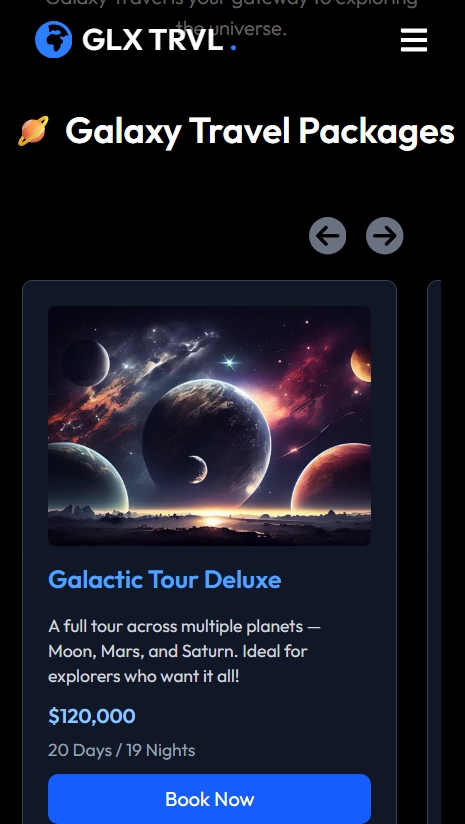 Galaxy Travel is your gateway to exploring
the universe.
GLX TRVL .
🪐 Galaxy Travel Packages
Galactic Tour Deluxe
A full tour across multiple planets —
Moon, Mars, and Saturn. Ideal for
explorers who want it all!
$120,000
20 Days / 19 Nights
Book Now